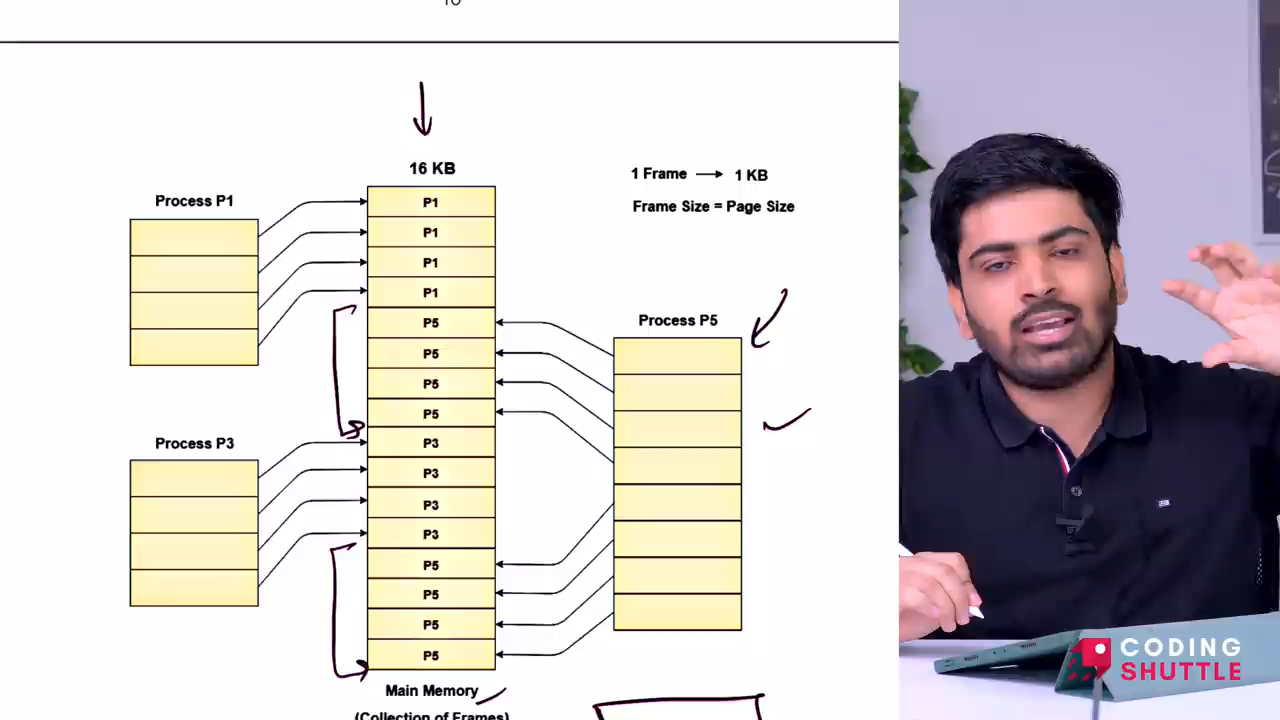 16 KB
1 Frame → 1 KB
Frame Size = Page Size
Process P1
P1
P1
P1
P1
Process P5
P5
P5
P5
P5
Process P3
P3
P3
P3
P3
P5
P5
P5
P5
Main Memory
(Collection of Frames)
CODING
SHUTTLE